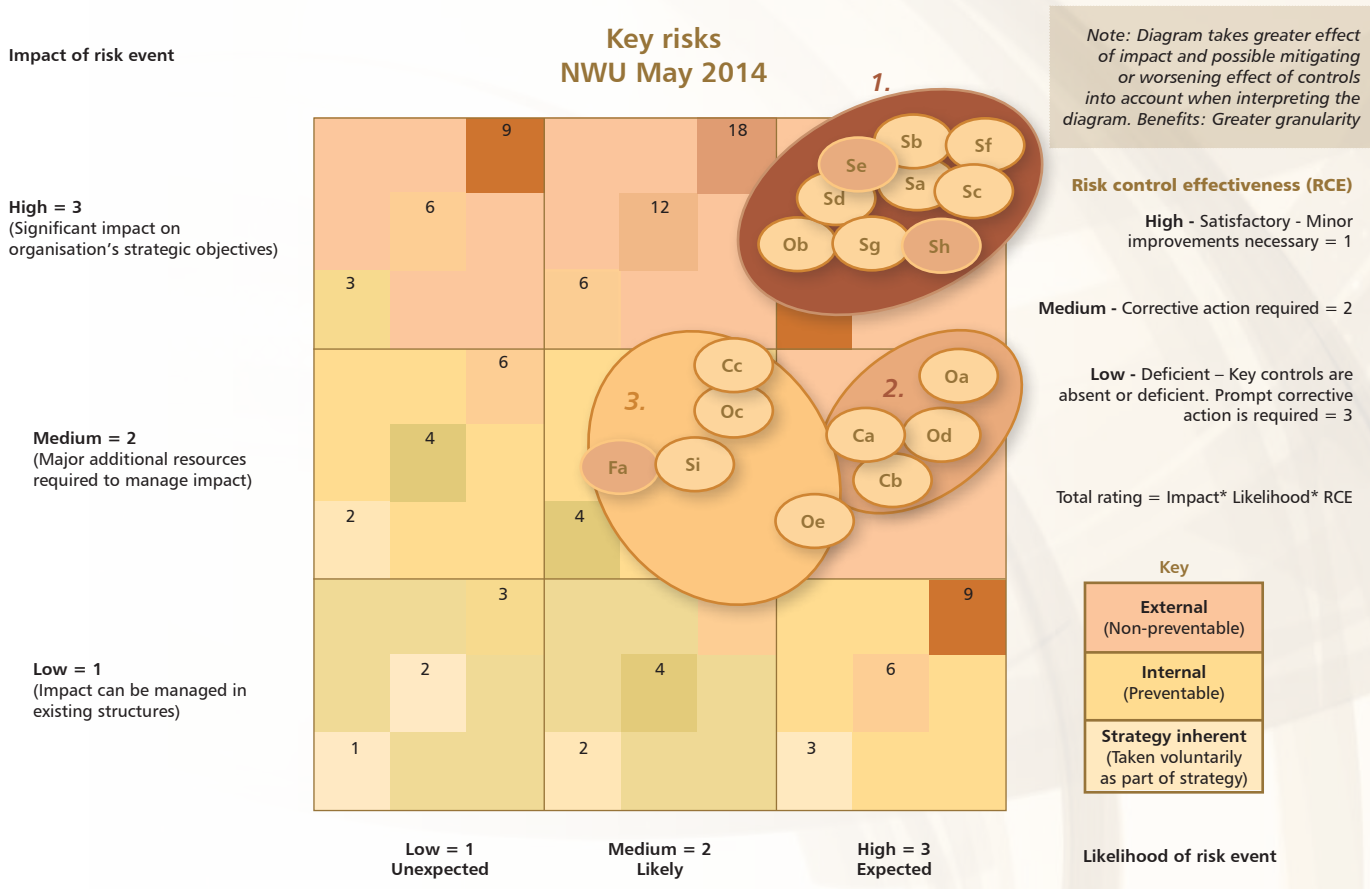 Impact of risk event
Key risks
NWU May 2014
Note: Diagram takes greater effect
of impact and possible mitigating
or worsening effect of controls
into account when interpreting the
diagram. Benefits: Greater granularity
1.
9
18
Sb
Sf
Se
Sa
Sc
Sd
Ob
Sg
Sh
High = 3
(Significant impact on
organisation’s strategic objectives)
6
12
3
6
Risk control effectiveness (RCE)
High - Satisfactory - Minor
improvements necessary = 1
Medium - Corrective action required = 2
Low - Deficient – Key controls are
absent or deficient. Prompt corrective
action is required = 3
Total rating = Impact* Likelihood* RCE
6
Cc
Oa
3.
Oc
2.
Medium = 2
(Major additional resources
required to manage impact)
4
Ca
Od
Fa
Si
Cb
2
4
Oe
Key
External
(Non-preventable)
Internal
(Preventable)
Strategy inherent
(Taken voluntarily
as part of strategy)
3
9
Low = 1
(Impact can be managed in
existing structures)
2
4
6
1
2
3
Low = 1
Unexpected
Medium = 2
Likely
High = 3
Expected
Likelihood of risk event